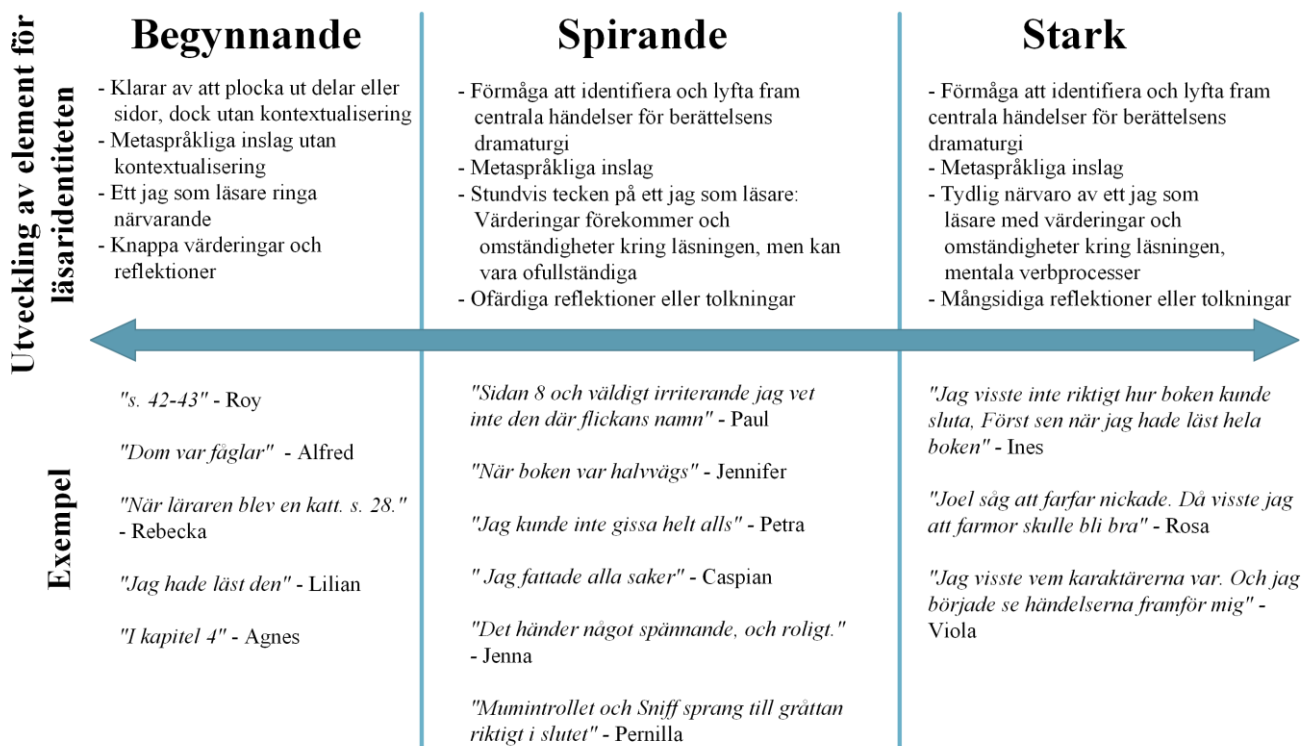 Utveckling av element för
läsaridentiteten
Begynnande
- Klarar av att plocka ut delar eller
sidor, dock utan kontextualisering
- Metaspråkliga inslag utan
kontextualisering
- Ett jag som läsare ringa
närvarande
- Knappa värderingar och
reflektioner
Spirande
- Förmåga att identifiera och lyfta fram
centrala händelser för berättelsens
dramaturgi
- Metaspråkliga inslag
- Stundvis tecken på ett jag som läsare:
Värderingar förekommer och
omständigheter kring läsningen, men kan
vara ofullständiga
- Ofärdiga reflektioner eller tolkningar
Stark
- Förmåga att identifiera och lyfta fram
centrala händelser för berättelsens
dramaturgi
- Metaspråkliga inslag
- Tydlig närvaro av ett jag som
läsare med värderingar och
omständigheter kring läsningen,
mentala verbprocesser
- Mångsidiga reflektioner eller tolkningar
Exempel
"s. 42-43" - Roy
"Dom var fåglar" - Alfred
"När läraren blev en katt. s. 28."
- Rebecka
"Jag hade läst den" - Lilian
"I kapitel 4" - Agnes
"Sidan 8 och väldigt irriterande jag vet
inte den där flickans namn" - Paul
"När boken var halvvägs" - Jennifer
"Jag kunde inte gissa helt alls" - Petra
" Jag fattade alla saker" - Caspian
"Det händer något spännande, och roligt."
- Jenna
"Mumintrollet och Sniff sprang till gråttan
riktigt i slutet" - Pernilla
"Jag visste inte riktigt hur boken kunde
sluta, Först sen när jag hade läst hela
boken" - Ines
"Joel såg att farfar nickade. Då visste jag
att farmor skulle bli bra" - Rosa
"Jag visste vem karaktärerna var. Och jag
började se händelserna framför mig" -
Viola